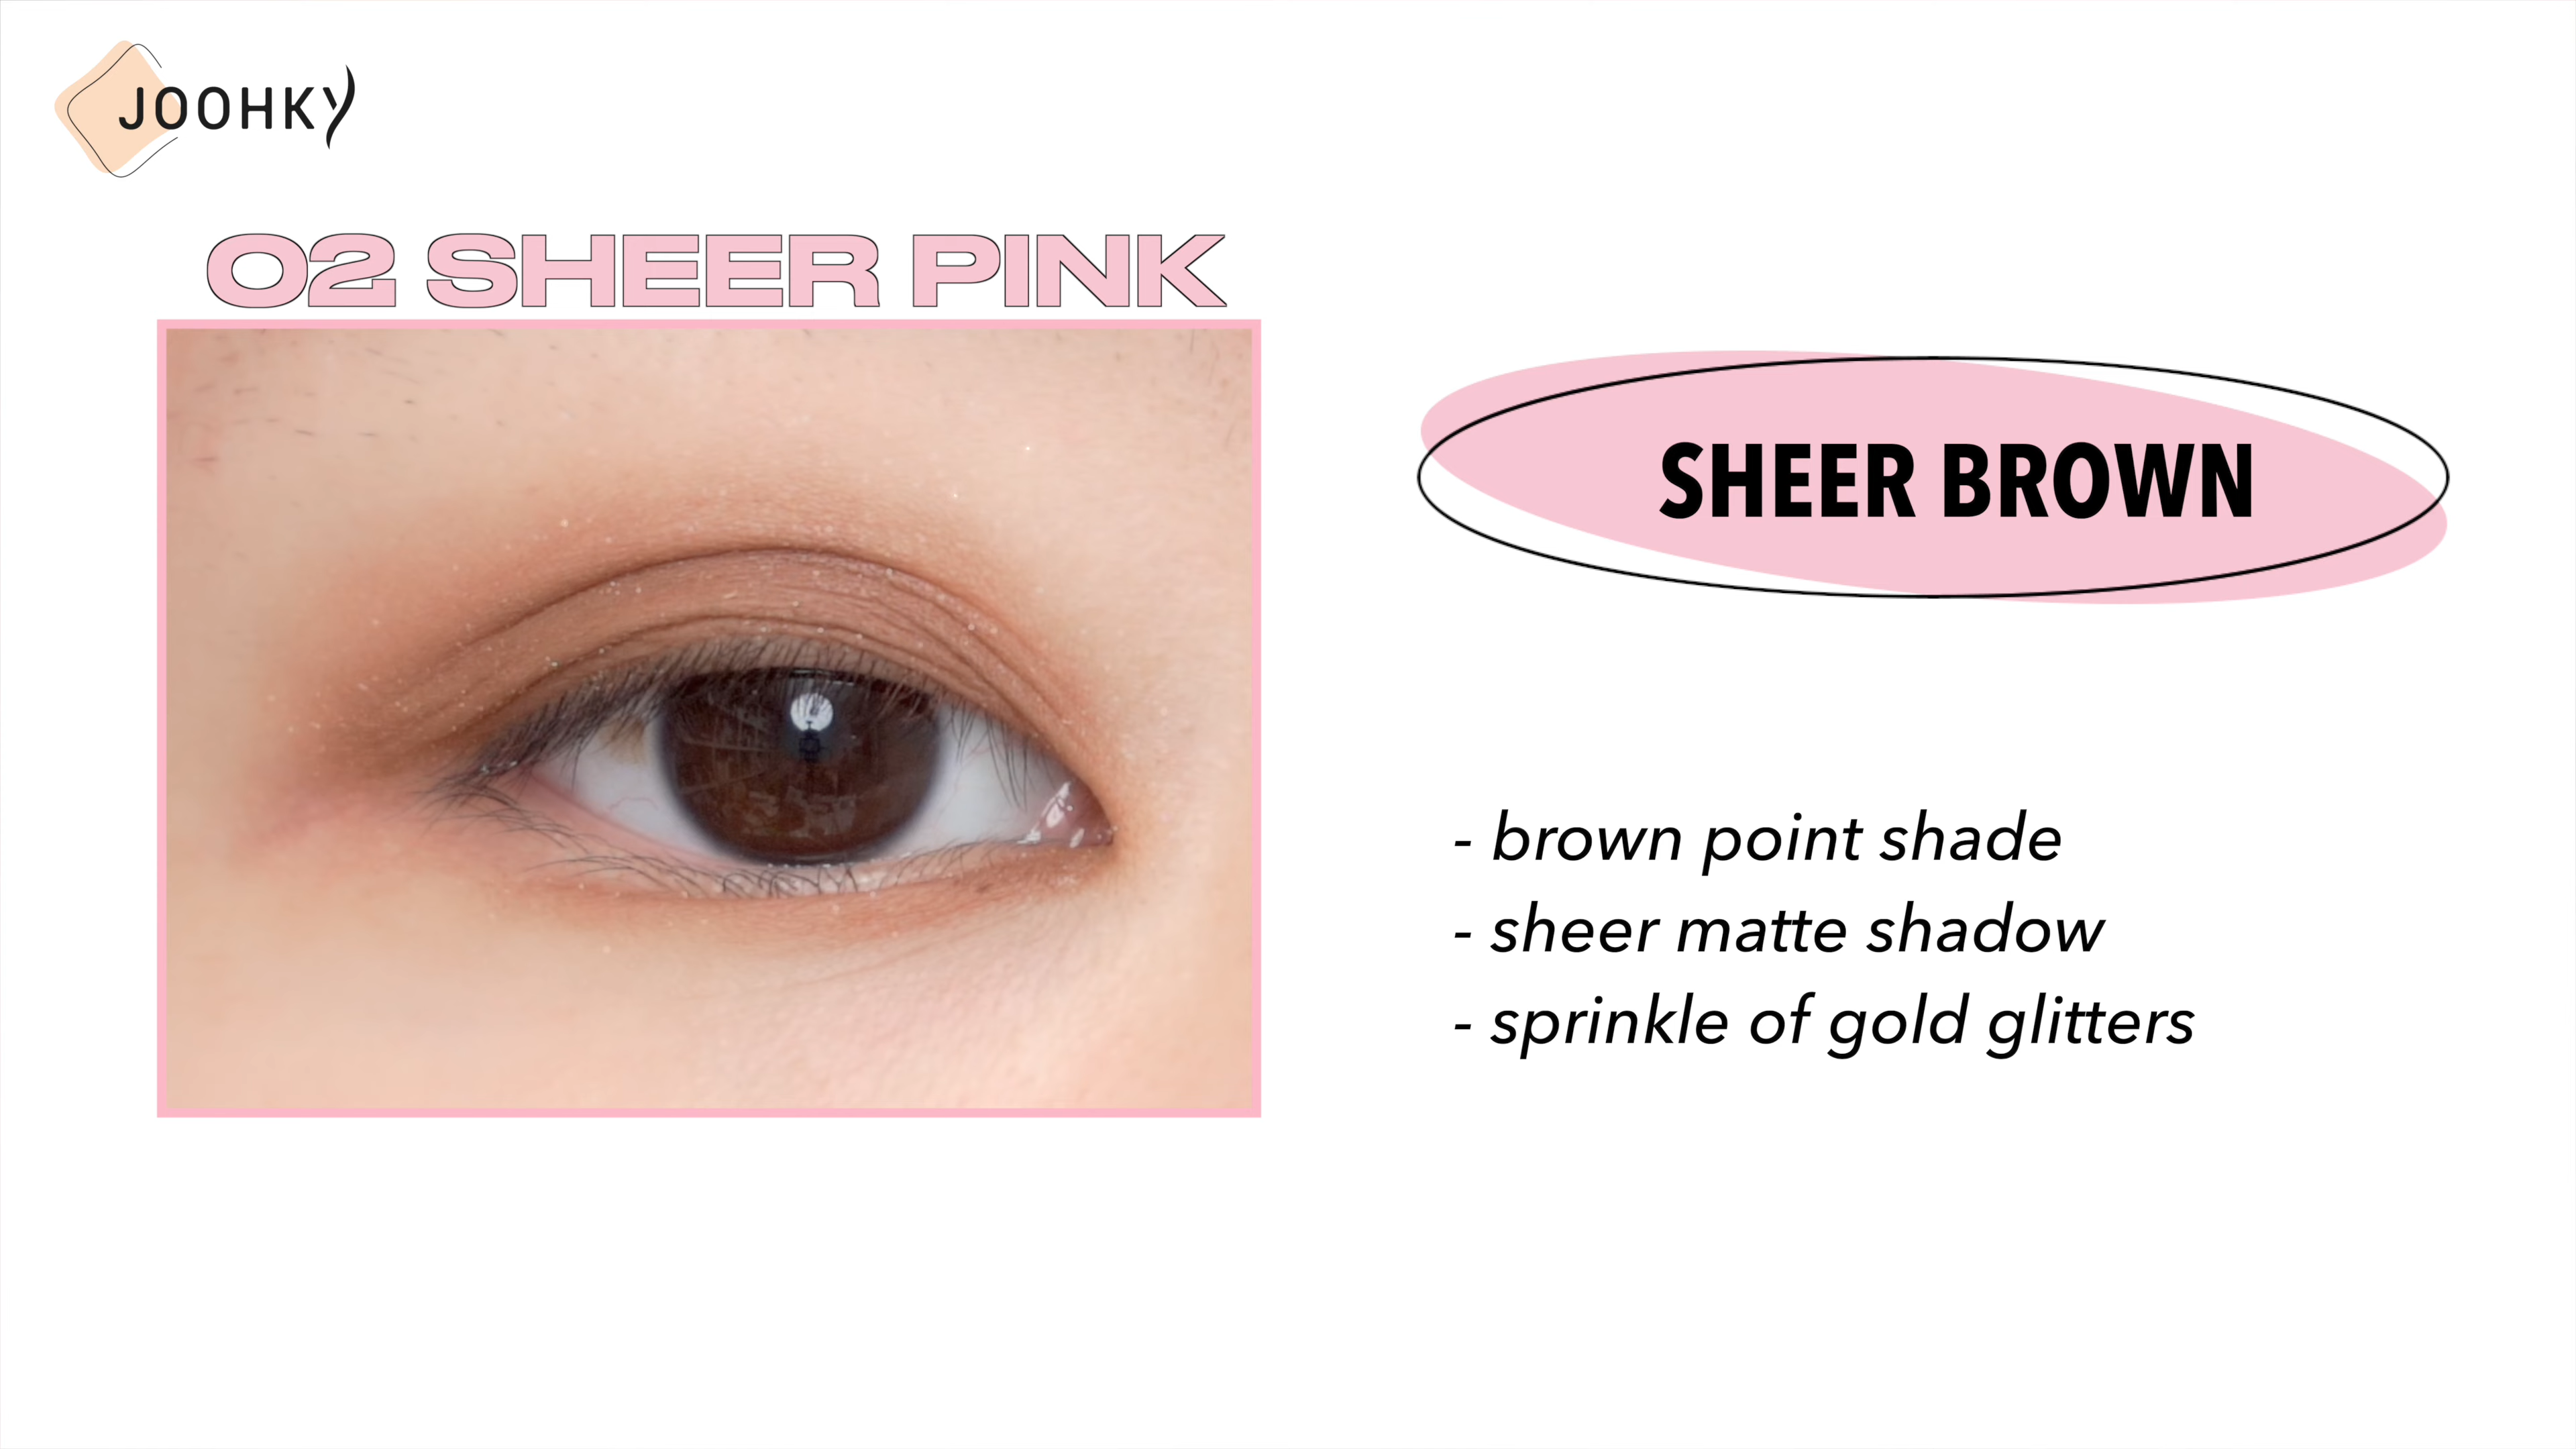 JOOHKY
02 SHEER PINK
SHEER BROWN
- brown point shade
- sheer matte shadow
- sprinkle of gold glitters